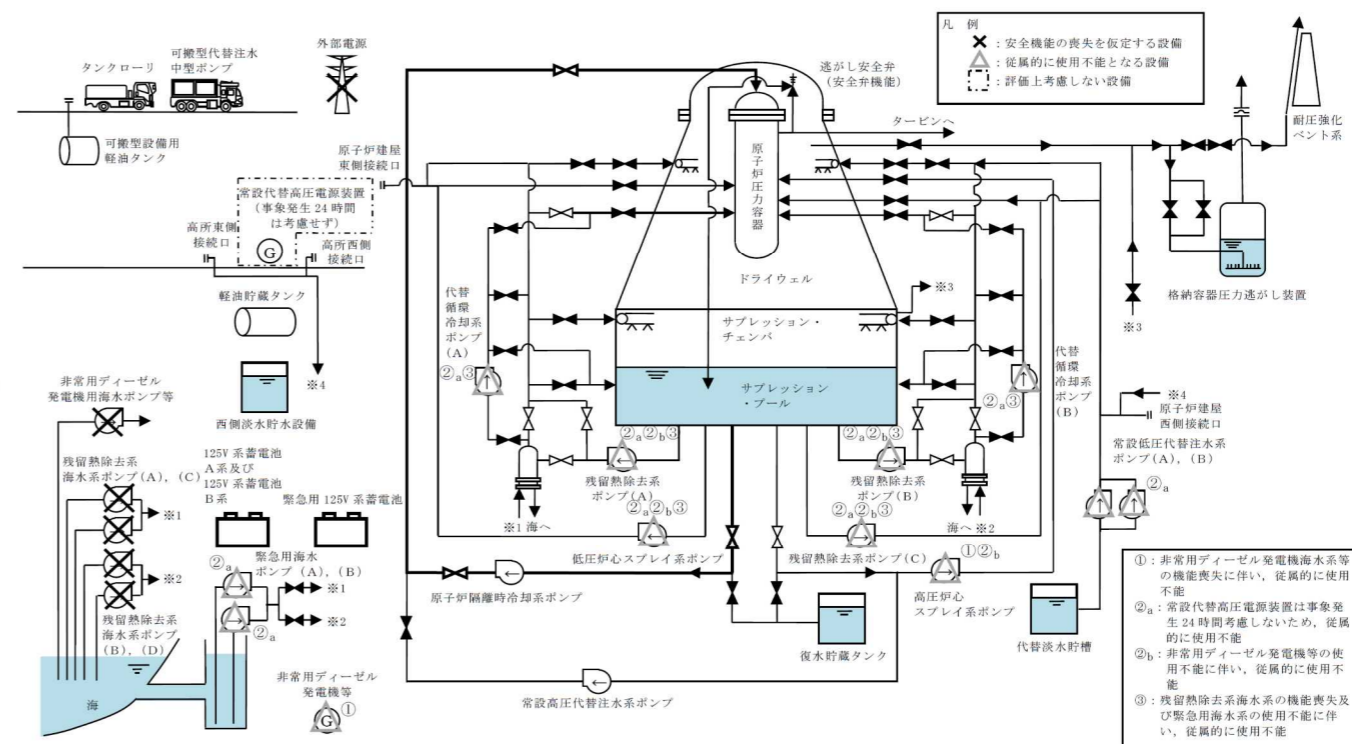 外部電源
可搬型代替注水
中型ポンプ
タンクローリ
可搬型設備用
軽油タンク
凡 例
×：安全機能の喪失を仮定する設備
△：従属的に使用不能となる設備
：評価上考慮しない設備
逃がし安全弁
（安全弁機能）
タービンへ
耐圧強化
ベント系
原子炉建屋
東側接続口
常設代替高圧電源装置
（事象発生24時間
は考慮せず）
高所東側
接続口
G
高所西側
接続口
軽油貯蔵タンク
※4
西側淡水貯水設備
原子炉圧力容器
ドライウェル
※3
サプレッション・
チェンバ
サプレッション
・プール
格納容器圧力逃がし装置
※3
代替
循環
冷却系
ポンプ
(A)
②a③
代替
循環
冷却系
ポンプ
(B)
②a③
※4
原子炉建屋
西側接続口
常設低圧代替注水系
ポンプ(A)，(B)
②a
非常用ディーゼル
発電機用海水ポンプ等
残留熱除去系
海水系ポンプ(A)，(C)
※1
※2
残留熱除去系
海水系ポンプ
(B)，(D)
125V 系蓄電池
A系及び
125V 系蓄電池
B系
緊急用 125V 系蓄電池
緊急用海水
ポンプ (A)，(B)
②a
②a
※1
※2
海
非常用ディーゼル
発電機等
G ①
②a②b③
残留熱除去系
ポンプ(A)
②a②b③
※1 海へ
低圧炉心スプレイ系ポンプ
②a②b③
残留熱除去系
ポンプ(B)
②a②b③
海へ ※2
残留熱除去系ポンプ(C)
①②b
高圧炉心
スプレイ系ポンプ
原子炉隔離時冷却系ポンプ
復水貯蔵タンク
代替淡水貯槽
常設高圧代替注水系ポンプ
①：非常用ディーゼル発電機海水系等
の機能喪失に伴い，従属的に使用
不能
②a：常設代替高圧電源装置は事象発
生24時間考慮しないため，従属
的に使用不能
②b：非常用ディーゼル発電機等の使
用不能に伴い，従属的に使用不
能
③：残留熱除去系海水系の機能喪失及
び緊急用海水系の使用不能に伴
い，従属的に使用不能